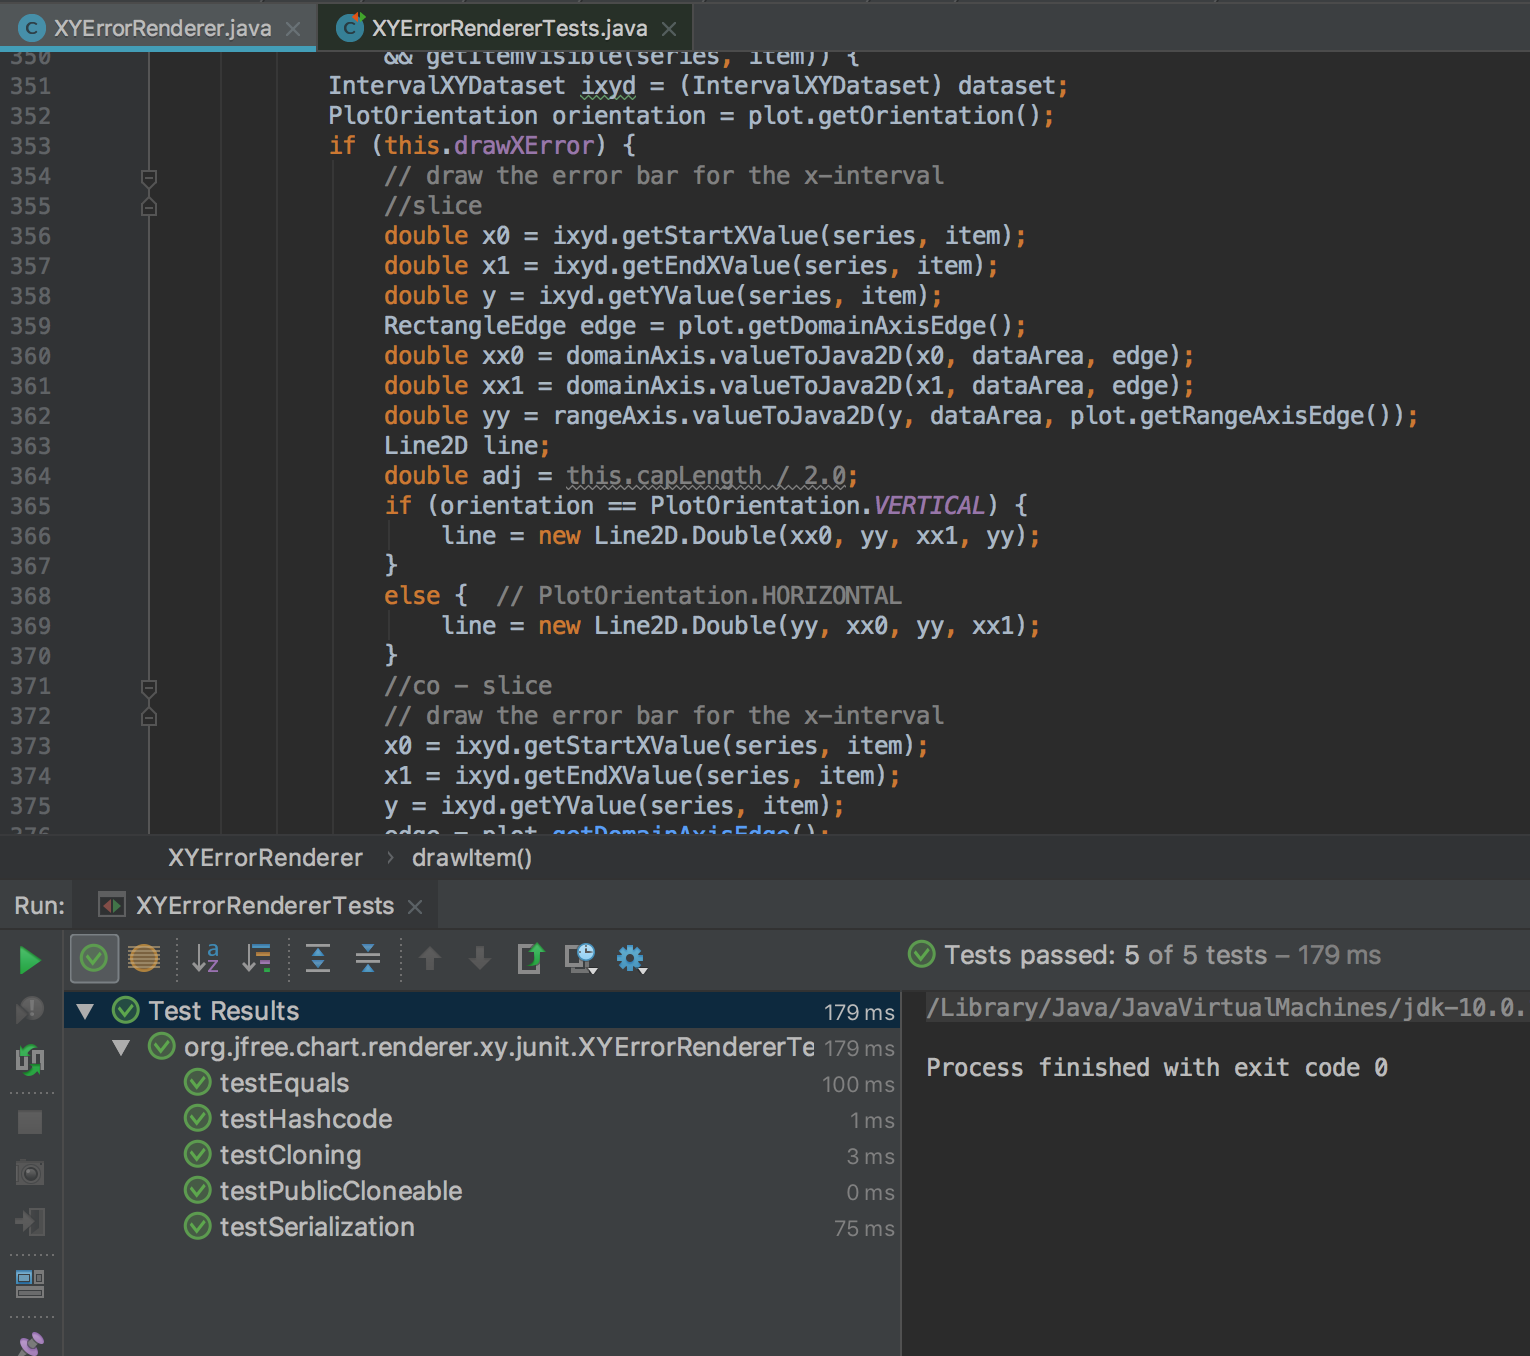 XYErrorRenderer.java
XYErrorRendererTests.java
350 && getItemVisible(series, item)) {
351 IntervalXYDataset ixyd = (IntervalXYDataset) dataset;
352 PlotOrientation orientation = plot.getOrientation();
353 if (this.drawXError) {
354 // draw the error bar for the x-interval
355 //slice
356 double x0 = ixyd.getStartXValue(series, item);
357 double x1 = ixyd.getEndXValue(series, item);
358 double y = ixyd.getYValue(series, item);
359 RectangleEdge edge = plot.getDomainAxisEdge();
360 double xx0 = domainAxis.valueToJava2D(x0, dataArea, edge);
361 double xx1 = domainAxis.valueToJava2D(x1, dataArea, edge);
362 double yy = rangeAxis.valueToJava2D(y, dataArea, plot.getRangeAxisEdge());
363 Line2D line;
364 double adj = this.capLength / 2.0;
365 if (orientation == PlotOrientation.VERTICAL) {
366 line = new Line2D.Double(xx0, yy, xx1, yy);
367 }
368 else { // PlotOrientation.HORIZONTAL
369 line = new Line2D.Double(yy, xx0, yy, xx1);
370 }
371 //co - slice
372 // draw the error bar for the x-interval
373 x0 = ixyd.getStartXValue(series, item);
374 x1 = ixyd.getEndXValue(series, item);
375 y = ixyd.getYValue(series, item);
376 edge = plot.getDomainAxisEdge();
XYErrorRenderer › drawItem()
Run: XYErrorRendererTests
Tests passed: 5 of 5 tests – 179 ms
Test Results 179 ms
org.jfree.chart.renderer.xy.junit.XYErrorRendererTe 179 ms
testEquals 100 ms
testHashcode 1 ms
testCloning 3 ms
testPublicCloneable 0 ms
testSerialization 75 ms
/Library/Java/JavaVirtualMachines/jdk-10.0.
Process finished with exit code 0